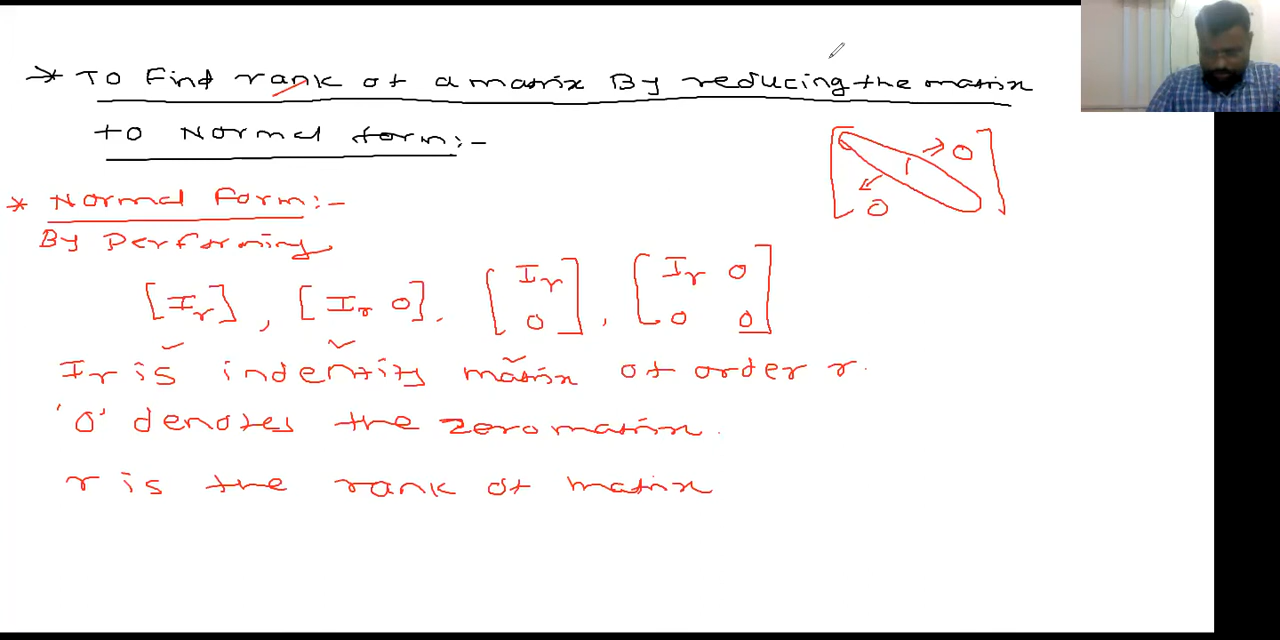 → To Find rank of a matrix By reducing the matrix
to Normal form:-
* Normal Form:-
By Performing
[Ir], [Ir 0], [Ir 0], [Ir 0 0 0]
Ir is indentity matrix of order r.
'0' denotes the zero matrix.
r is the rank of matrix
[1 0 0]